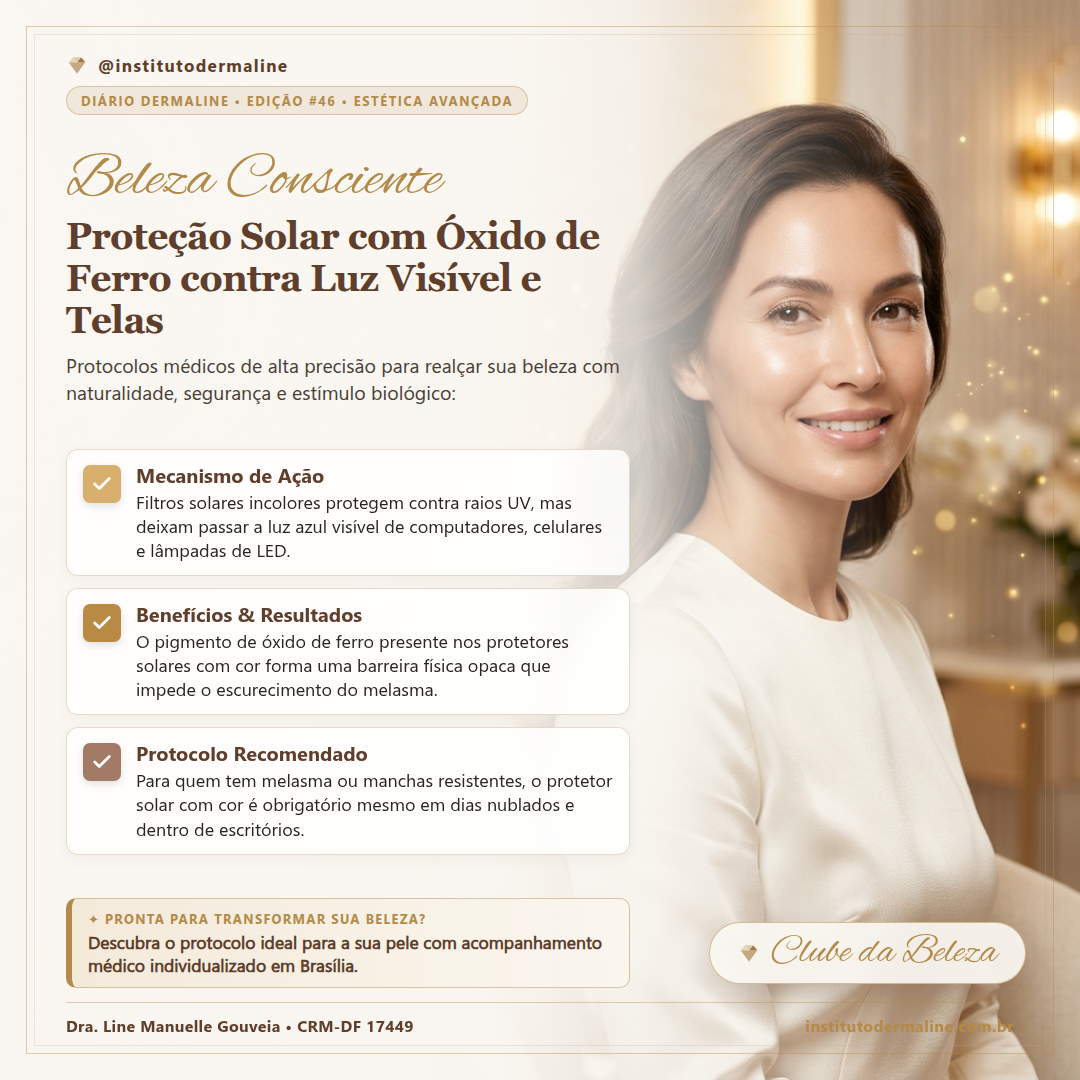 @institutodermaline
DIÁRIO DERMALINE • EDIÇÃO #46 • ESTÉTICA AVANÇADA
Beleza Consciente
Proteção Solar com Óxido de
Ferro contra Luz Visível e
Telas
Protocolos médicos de alta precisão para realçar sua beleza com
naturalidade, segurança e estímulo biológico:
Mecanismo de Ação
Filtros solares incolores protegem contra raios UV, mas
deixam passar a luz azul visível de computadores, celulares
e lâmpadas de LED.
Benefícios & Resultados
O pigmento de óxido de ferro presente nos protetores
solares com cor forma uma barreira física opaca que
impede o escurecimento do melasma.
Protocolo Recomendado
Para quem tem melasma ou manchas resistentes, o protetor
solar com cor é obrigatório mesmo em dias nublados e
dentro de escritórios.
✦ PRONTA PARA TRANSFORMAR SUA BELEZA?
Descubra o protocolo ideal para a sua pele com acompanhamento
médico individualizado em Brasília.
Clube da Beleza
Dra. Line Manuelle Gouveia • CRM-DF 17449
institutodermaline.com.br